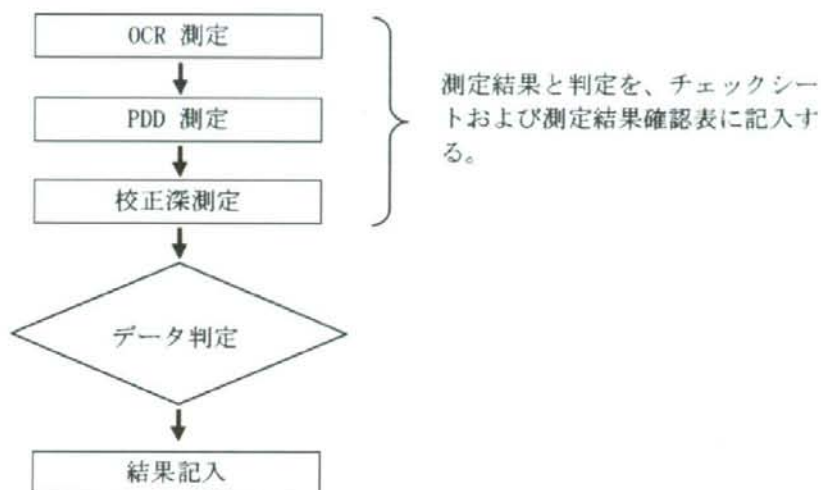 OCR 測定
PDD 測定
校正深測定
測定結果と判定を、チェックシー
トおよび測定結果確認表に記入す
る。
データ判定
結果記入